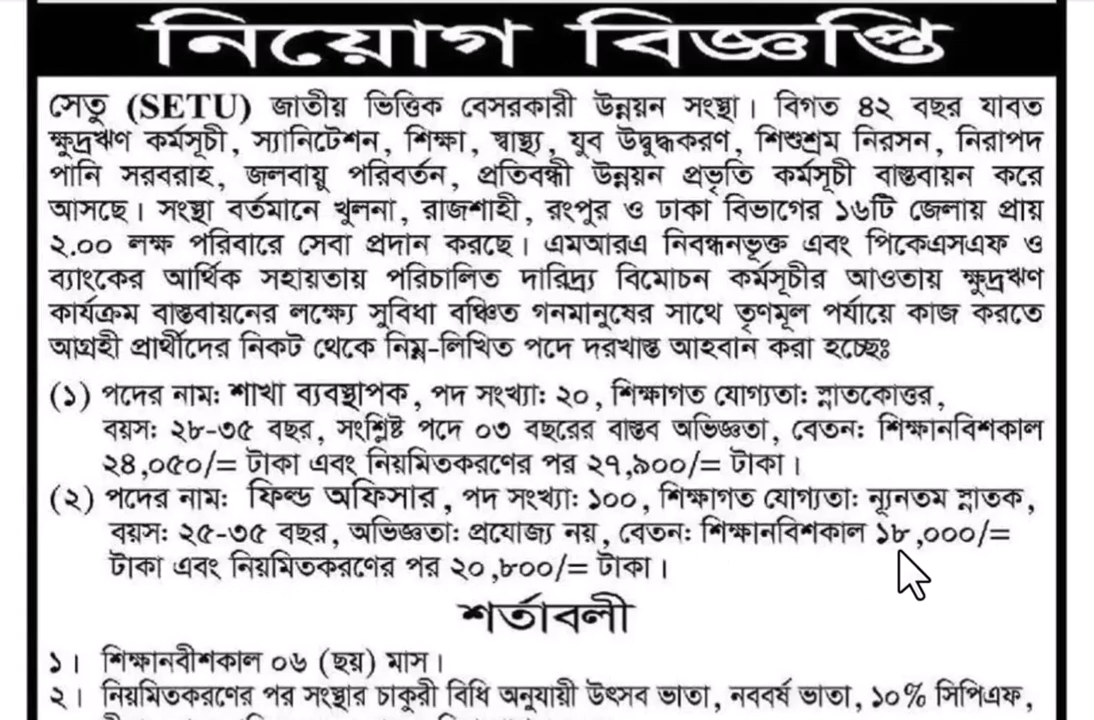 নিয়োগ বিজ্ঞপ্তি
সেতু (SETU) জাতীয় ভিত্তিক বেসরকারী উন্নয়ন সংস্থা। বিগত ৪২ বছর যাবত
ক্ষুদ্রঋণ কর্মসূচী, স্যানিটেশন, শিক্ষা, স্বাস্থ্য, যুব উদ্বুদ্ধকরণ, শিশুশ্রম নিরসন, নিরাপদ
পানি সরবরাহ, জলবায়ু পরিবর্তন, প্রতিবন্ধী উন্নয়ন প্রভৃতি কর্মসূচী বাস্তবায়ন করে
আসছে। সংস্থা বর্তমানে খুলনা, রাজশাহী, রংপুর ও ঢাকা বিভাগের ১৬টি জেলায় প্রায়
২.০০ লক্ষ পরিবারে সেবা প্রদান করছে। এমআরএ নিবন্ধনভূক্ত এবং পিকেএসএফ ও
ব্যাংকের আর্থিক সহায়তায় পরিচালিত দারিদ্র্য বিমোচন কর্মসূচীর আওতায় ক্ষুদ্রঋণ
কার্যক্রম বাস্তবায়নের লক্ষ্যে সুবিধা বঞ্চিত গনমানুষের সাথে তৃণমূল পর্যায়ে কাজ করতে
আগ্রহী প্রার্থীদের নিকট থেকে নিম্ন-লিখিত পদে দরখাস্ত আহবান করা হচ্ছেঃ
(১) পদের নাম: শাখা ব্যবস্থাপক, পদ সংখ্যা: ২০, শিক্ষাগত যোগ্যতা: স্নাতকোত্তর,
বয়স: ২৮-৩৫ বছর, সংশ্লিষ্ট পদে ০৩ বছরের বাস্তব অভিজ্ঞতা, বেতন: শিক্ষানবিশকাল
২৪,০৫০/= টাকা এবং নিয়মিতকরণের পর ২৭,৯০০/= টাকা।
(২) পদের নাম: ফিল্ড অফিসার, পদ সংখ্যা: ১০০, শিক্ষাগত যোগ্যতা: ন্যূনতম স্নাতক,
বয়স: ২৫-৩৫ বছর, অভিজ্ঞতা: প্রযোজ্য নয়, বেতন: শিক্ষানবিশকাল ১৮,০০০/=
টাকা এবং নিয়মিতকরণের পর ২০,৮০০/= টাকা।
শর্তাবলী
১। শিক্ষানবীশকাল ০৬ (ছয়) মাস।
২। নিয়মিতকরণের পর সংস্থার চাকুরী বিধি অনুযায়ী উৎসব ভাতা, নববর্ষ ভাতা, ১০% সিপিএফ,